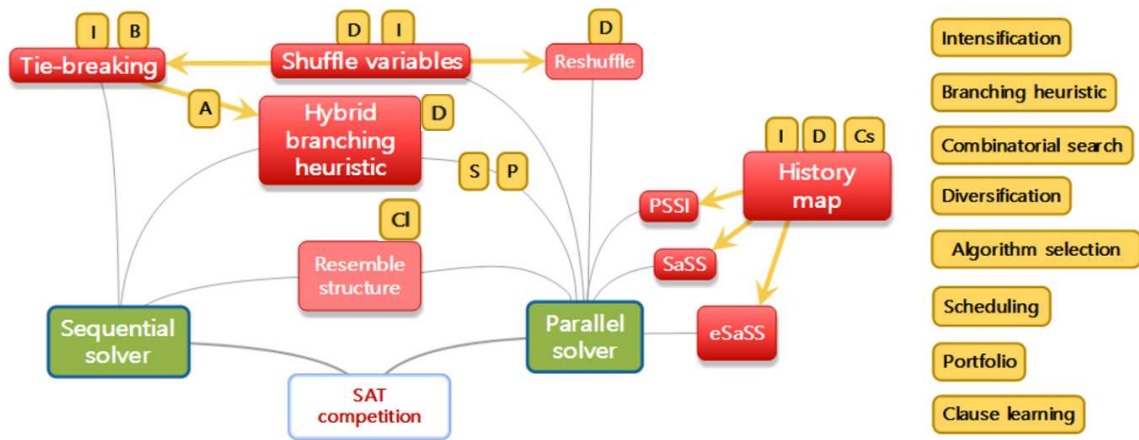 I B
D I
D
Tie-breaking
Shuffle variables
Reshuffle
A
Hybrid
branching
heuristic
D
S P
I D Cs
History
map
PSSI
SaSS
eSaSS
Cl
Resemble
structure
Sequential
solver
Parallel
solver
SAT
competition
Intensification
Branching heuristic
Combinatorial search
Diversification
Algorithm selection
Scheduling
Portfolio
Clause learning